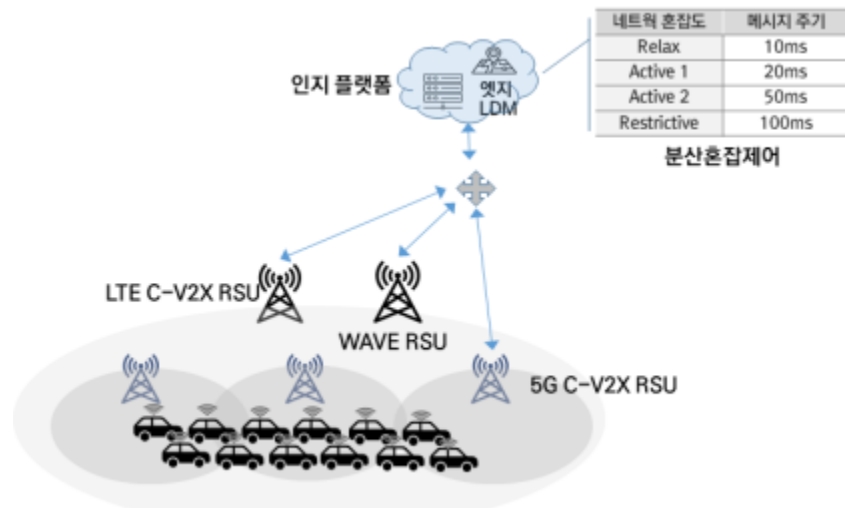 네트웍 혼잡도 메시지 주기
Relax 10ms
Active 1 20ms
Active 2 50ms
Restrictive 100ms
분산혼잡제어
인지 플랫폼
엣지
LDM
LTE C-V2X RSU
WAVE RSU
5G C-V2X RSU